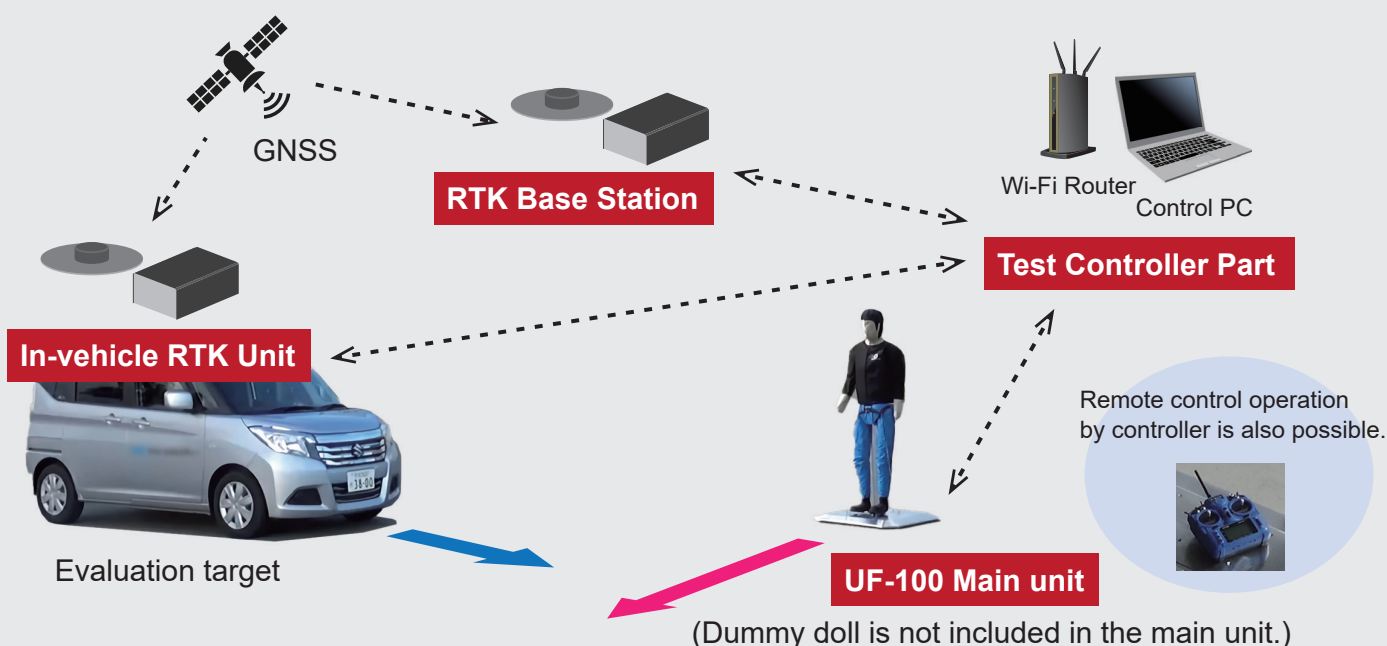 GNSS
RTK Base Station
Wi-Fi Router
Control PC
Test Controller Part
In-vehicle RTK Unit
Remote control operation
by controller is also possible.
38-00
Evaluation target
UF-100 Main unit
(Dummy doll is not included in the main unit.)